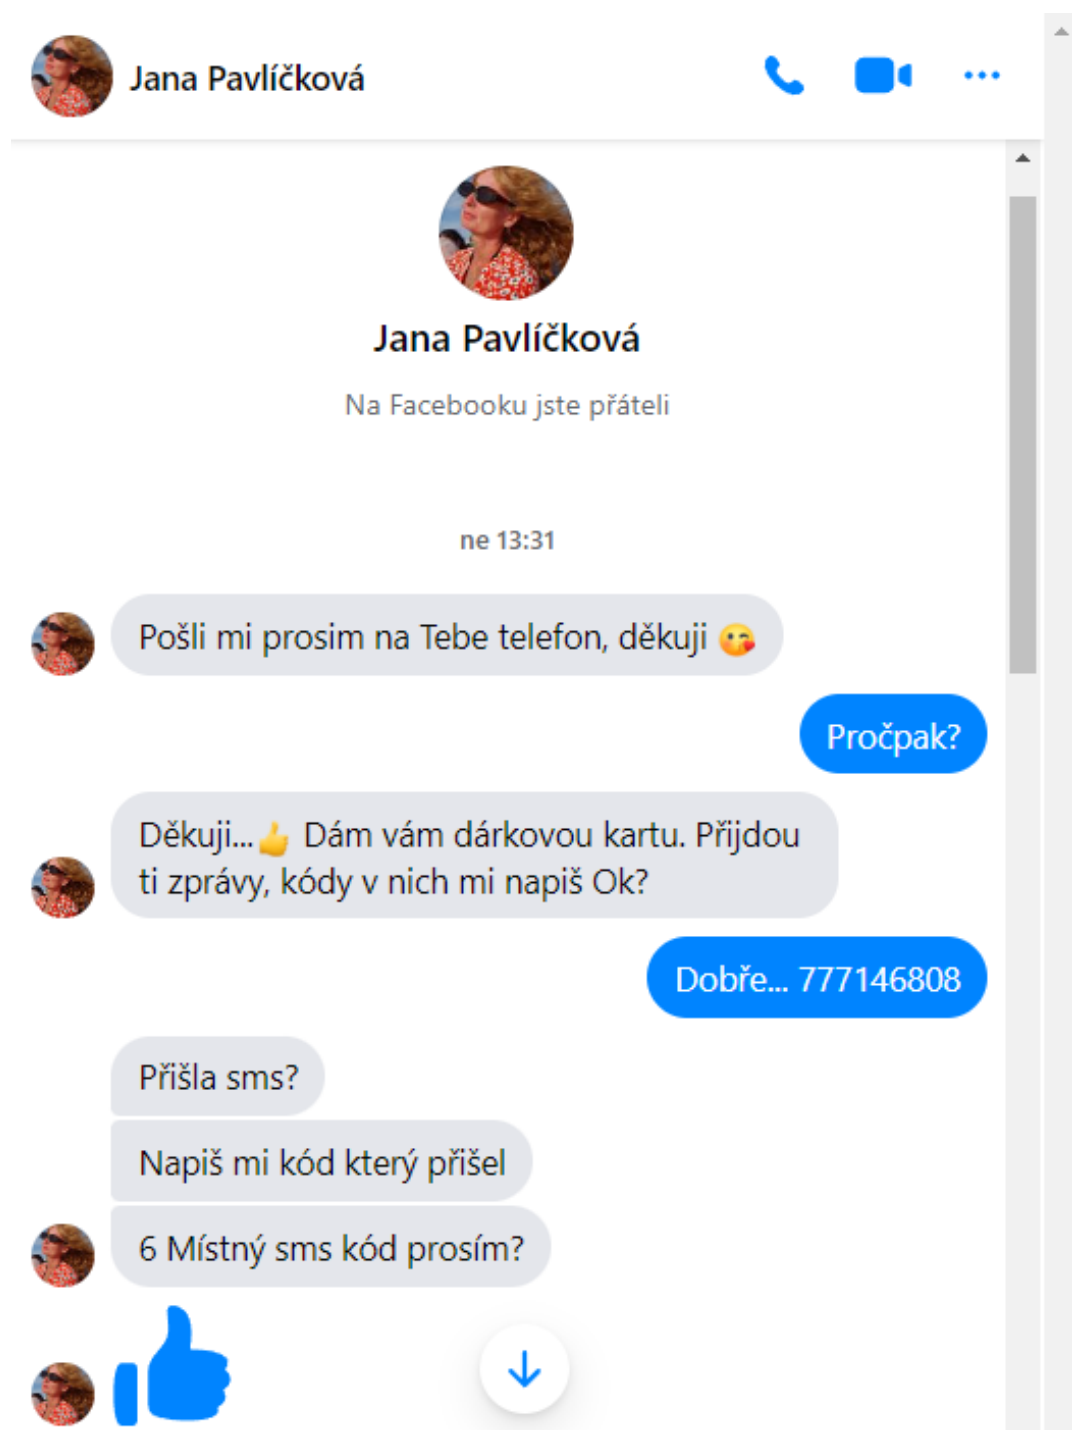 Jana Pavlíčková
Jana Pavlíčková
Na Facebooku jste přáteli
ne 13:31
Pošli mi prosim na Tebe telefon, děkuji 😘
Pročpak?
Děkuji...👍 Dám vám dárkovou kartu. Přijdou
ti zprávy, kódy v nich mi napiš Ok?
Dobře... 777146808
Přišla sms?
Napiš mi kód který přišel
6 Místný sms kód prosím?